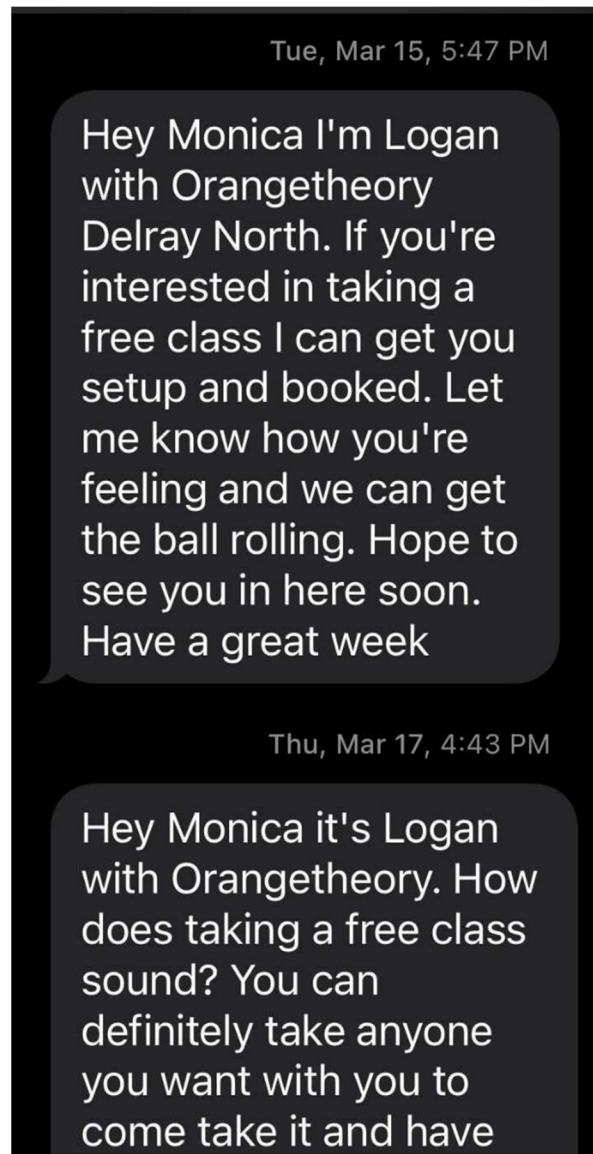 Tue, Mar 15, 5:47 PM
Hey Monica I'm Logan
with Orangetheory
Delray North. If you're
interested in taking a
free class I can get you
setup and booked. Let
me know how you're
feeling and we can get
the ball rolling. Hope to
see you in here soon.
Have a great week
Thu, Mar 17, 4:43 PM
Hey Monica it's Logan
with Orangetheory. How
does taking a free class
sound? You can
definitely take anyone
you want with you to
come take it and have